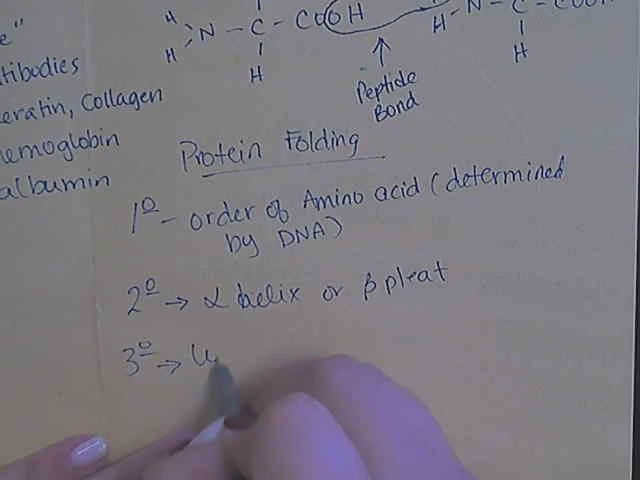 e"
H
H N - C - COOH
H
H - N - C - COOH
H
tibodies
eratin, Collagen
emoglobin
albumin
Peptide
Bond
Protein Folding
1º - order of Amino acid (determined
by DNA)
2º → α helix or β pleat
3º →